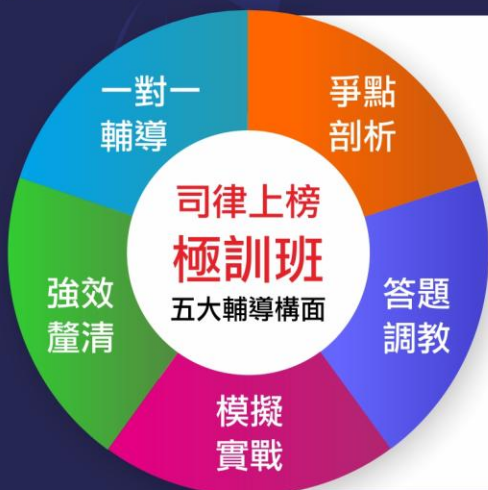 一對一
輔導
爭點
剖析
司律上榜
極訓班
五大輔導構面
強效
釐清
答題
調教
模擬
實戰